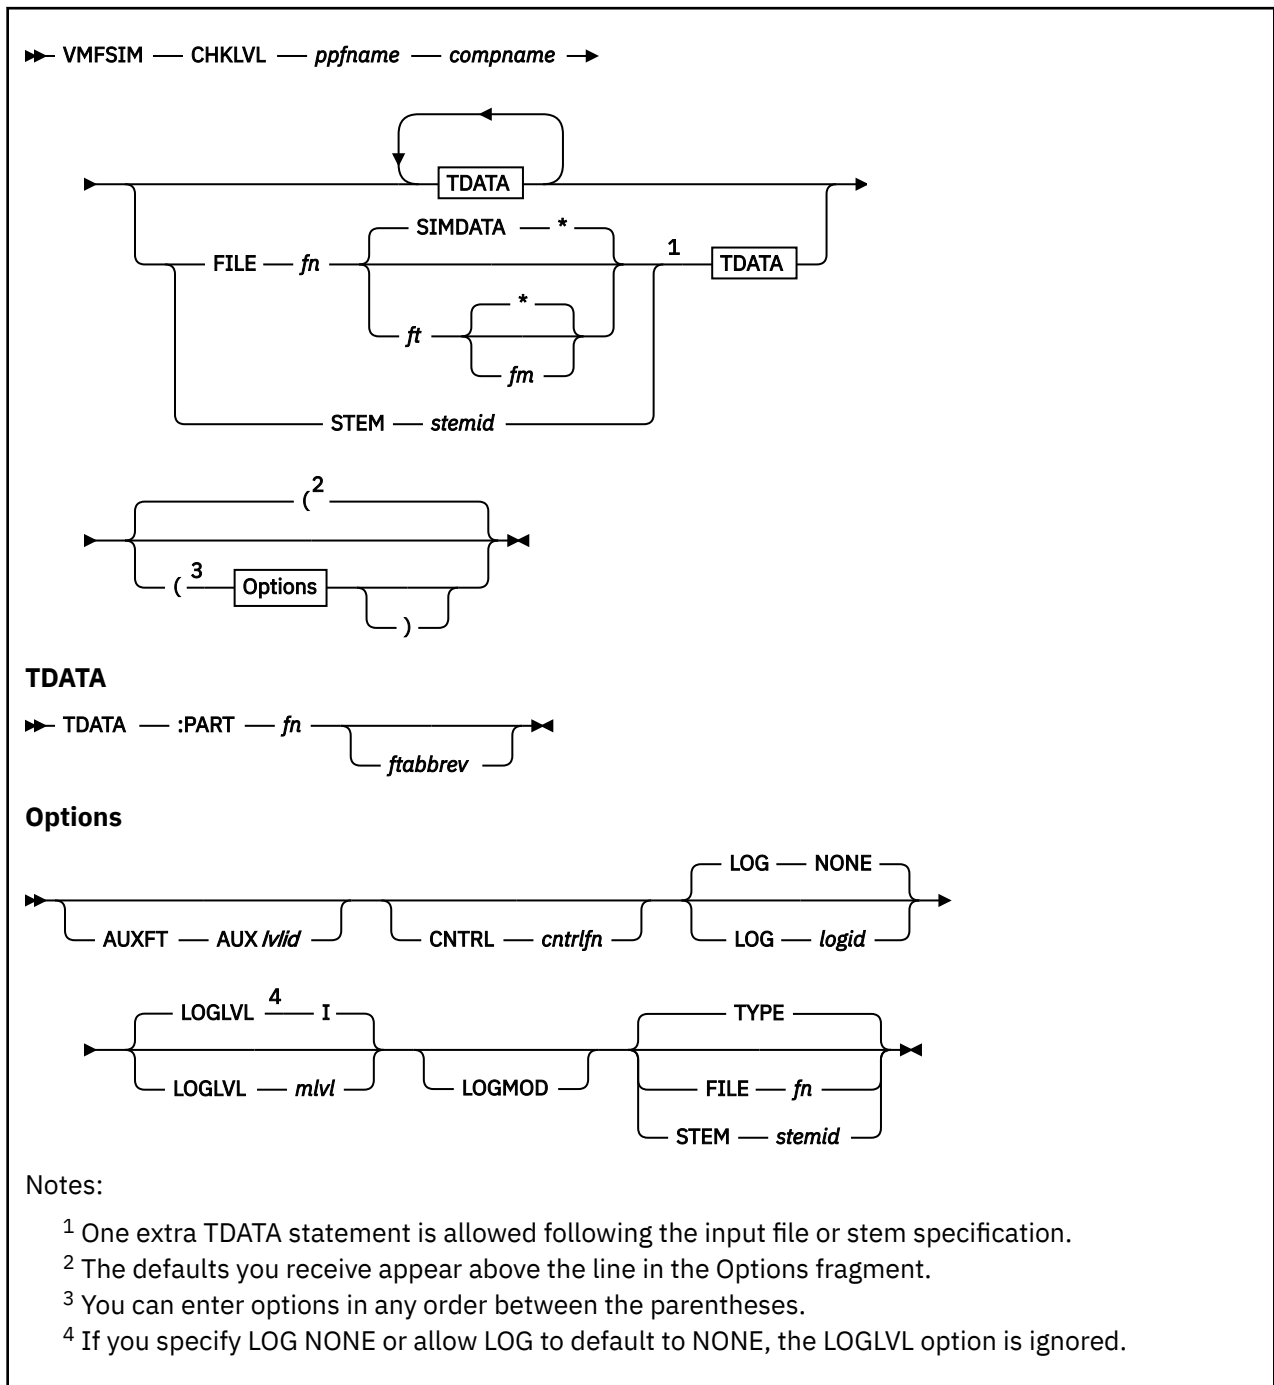 VMFSIM CHKLVL ppfname compname
TDATA
SIMDATA *
FILE fn 1 TDATA
*
ft
fm
STEM stemid
( 2
( 3 Options
)
TDATA
TDATA :PART fn
ftabbrev
Options
LOG NONE
AUXFT AUXlvlid CNTRL cntrlfn LOG logid
LOGLVL 4 I TYPE
LOGLVL mlvl LOGMOD FILE fn
STEM stemid
Notes:
1 One extra TDATA statement is allowed following the input file or stem specification.
2 The defaults you receive appear above the line in the Options fragment.
3 You can enter options in any order between the parentheses.
4 If you specify LOG NONE or allow LOG to default to NONE, the LOGLVL option is ignored.